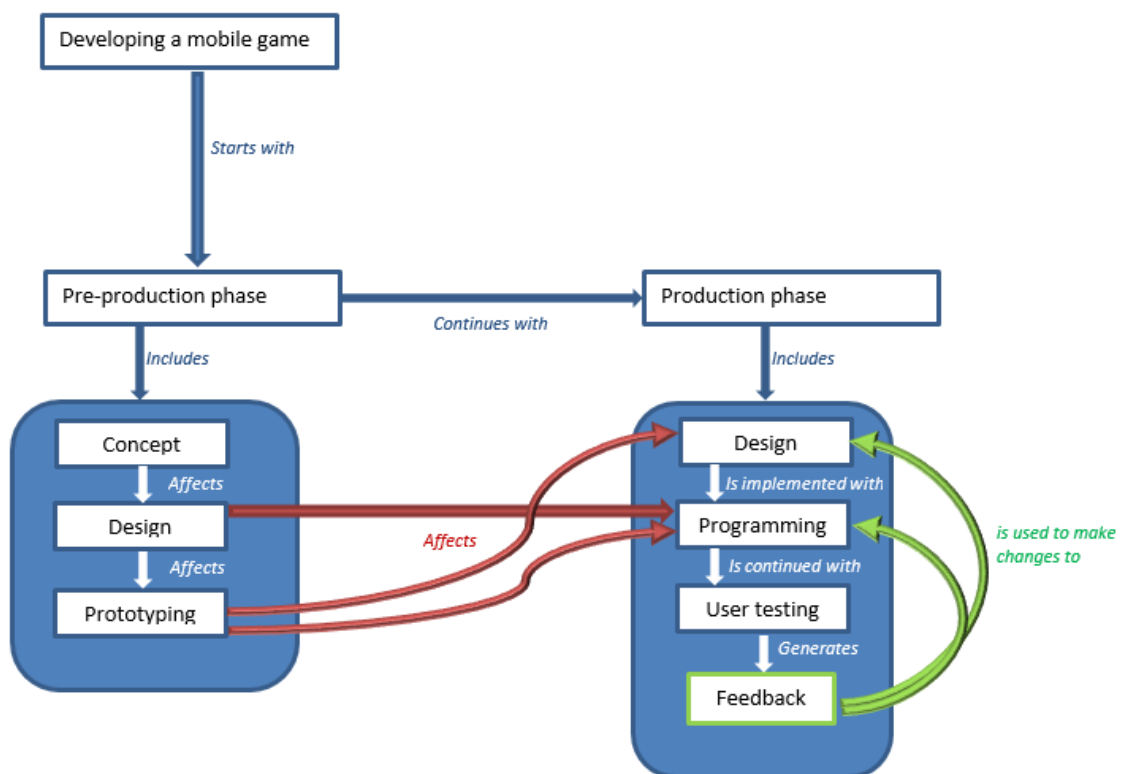 Developing a mobile game
Starts with
Pre-production phase
Continues with
Production phase
Includes
Includes
Concept
Affects
Design
Affects
Prototyping
Affects
Design
Is implemented with
Programming
Is continued with
User testing
Generates
Feedback
is used to make
changes to